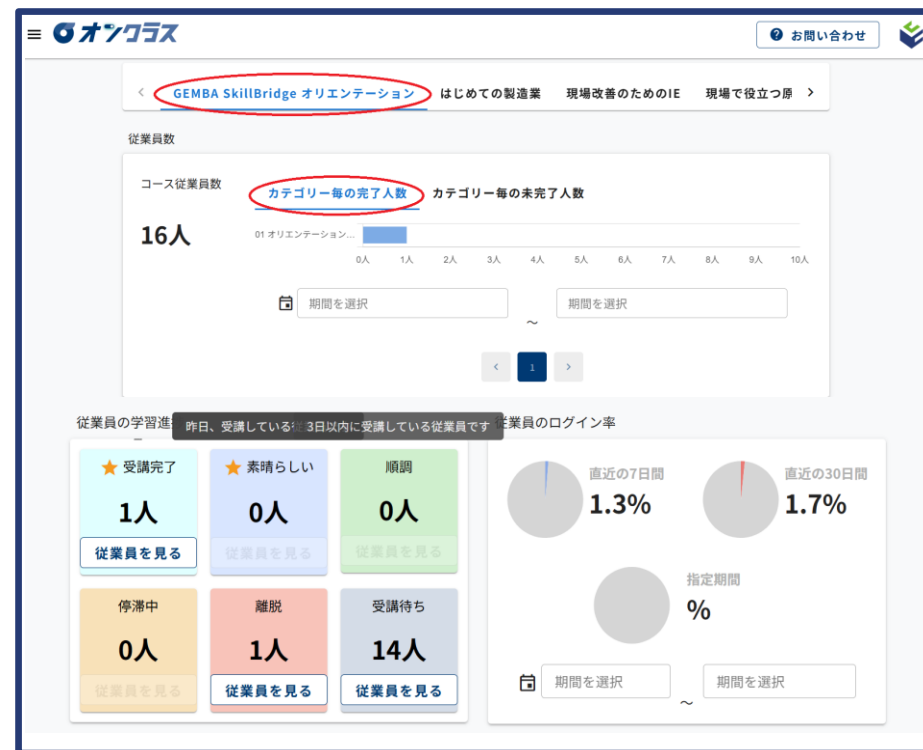 オンクラス
お問い合わせ
GEMBA SkillBridge オリエンテーション はじめての製造業 現場改善のためのIE 現場で役立つ原
従業員数
コース従業員数
カテゴリー毎の完了人数 カテゴリー毎の未完了人数
16人
01 オリエンテーション...
0人 1人 2人 3人 4人 5人 6人 7人 8人 9人 10人
期間を選択 ～ 期間を選択
1
従業員の学習進
昨日、受講している 3日以内に受講している従業員です
従業員のログイン率
受講完了 素晴らしい 順調
1人 0人 0人
従業員を見る 従業員を見る 従業員を見る
停滞中 離脱 受講待ち
0人 1人 14人
従業員を見る 従業員を見る 従業員を見る
直近の7日間 直近の30日間
1.3% 1.7%
指定期間
%
期間を選択 ～ 期間を選択